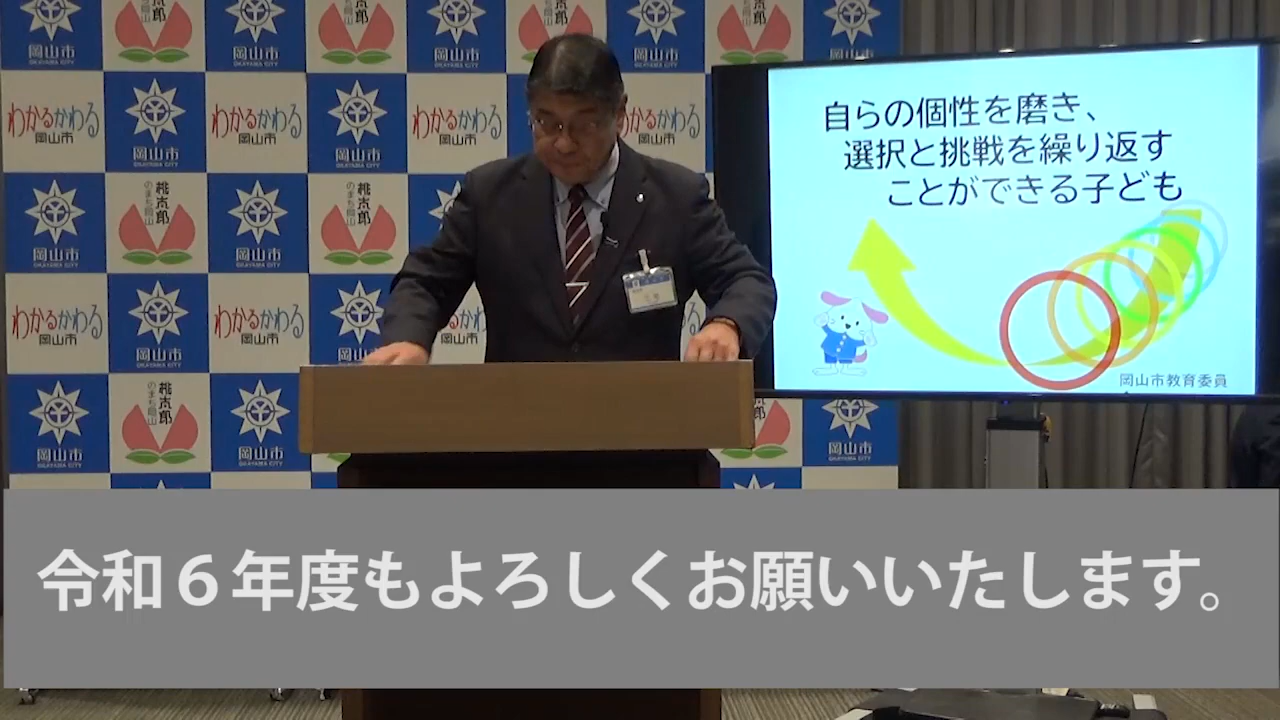 自らの個性を磨き、
選択と挑戦を繰り返す
ことができる子ども
岡山市教育委員
令和６年度もよろしくお願いいたします。
岡山市
OKAYAMA CITY
桃太郎
のまち岡山
わかるかわる
岡山市